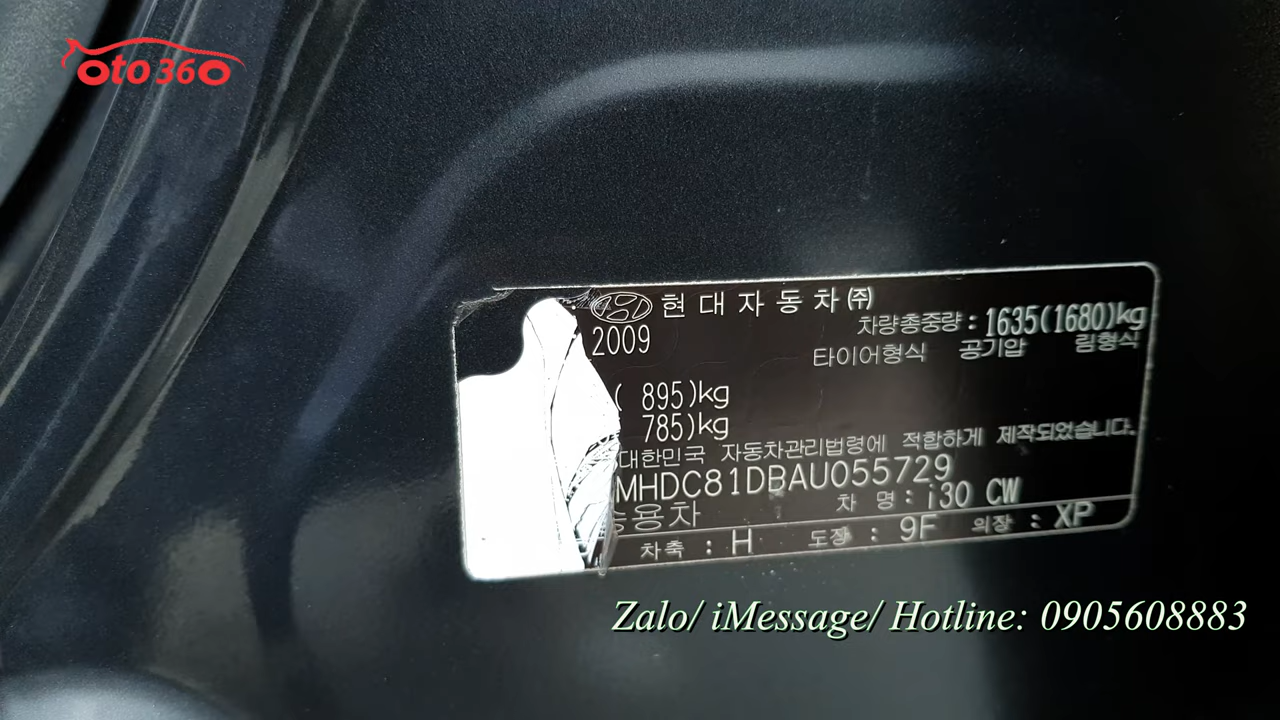 oto360
현대자동차㈜
차량총중량 : 1635(1680)kg
2009
타이어형식 공기압 림형식
( 895)kg
785)kg
대한민국 자동차관리법령에 적합하게 제작되었습니다.
MHDC81DBAU055729
승용차 차 명 : i30 CW
차축 : H 도장 : 9F 의장 : XP
Zalo/ iMessage/ Hotline: 0905608883